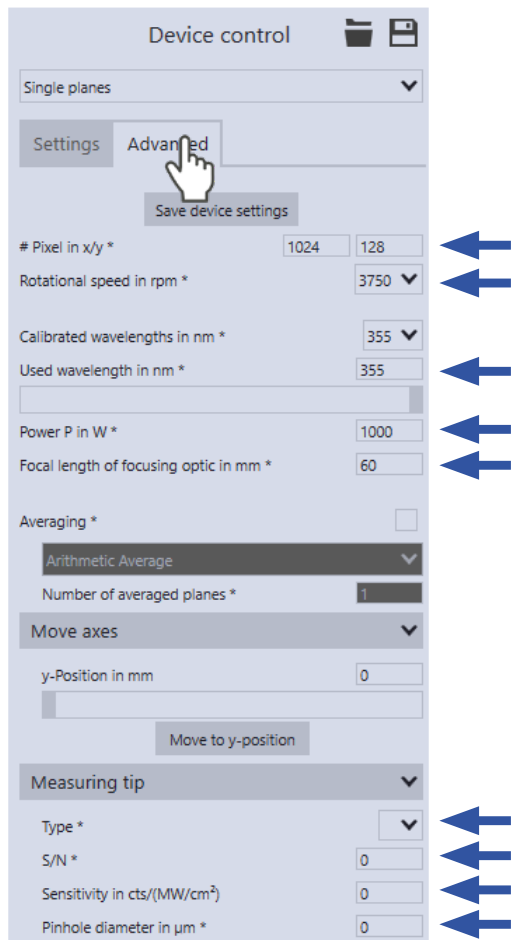 Device control
Single planes
Settings Advanced
Save device settings
# Pixel in x/y * 1024 128
Rotational speed in rpm * 3750
Calibrated wavelengths in nm * 355
Used wavelength in nm * 355
Power P in W * 1000
Focal length of focusing optic in mm * 60
Averaging *
Arithmetic Average
Number of averaged planes * 1
Move axes
y-Position in mm 0
Move to y-position
Measuring tip
Type *
S/N * 0
Sensitivity in cts/(MW/cm²) 0
Pinhole diameter in µm * 0